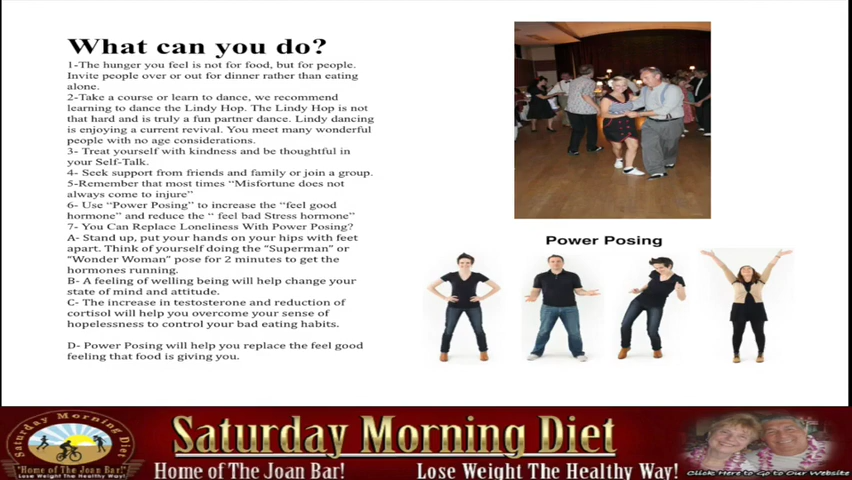 What can you do?
1-The hunger you feel is not for food, but for people.
Invite people over or out for dinner rather than eating
alone.
2-Take a course or learn to dance, we recommend
learning to dance the Lindy Hop. The Lindy Hop is not
that hard and is truly a fun partner dance. Lindy dancing
is enjoying a current revival. You meet many wonderful
people with no age considerations.
3- Treat yourself with kindness and be thoughtful in
your Self-Talk.
4- Seek support from friends and family or join a group.
5-Remember that most times "Misfortune does not
always come to injure"
6- Use "Power Posing" to increase the "feel good
hormone" and reduce the " feel bad Stress hormone"
7- You Can Replace Loneliness With Power Posing?
A- Stand up, put your hands on your hips with feet
apart. Think of yourself doing the "Superman" or
"Wonder Woman" pose for 2 minutes to get the
hormones running.
B- A feeling of welling being will help change your
state of mind and attitude.
C- The increase in testosterone and reduction of
cortisol will help you overcome your sense of
hopelessness to control your bad eating habits.
D- Power Posing will help you replace the feel good
feeling that food is giving you.
Power Posing
Saturday Morning Diet
"Home of The Joan Bar!"
Lose Weight The Healthy Way!
Saturday Morning Diet
Home of The Joan Bar! Lose Weight The Healthy Way!
Click Here to Go to Our Website